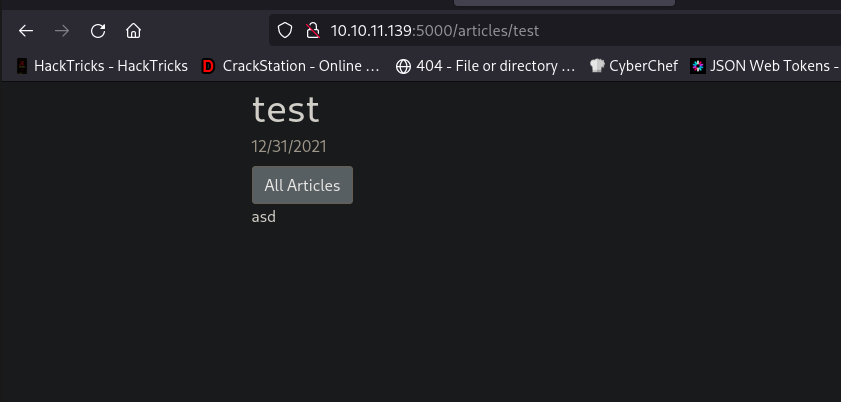 10.10.11.139:5000/articles/test
HackTricks - HackTricks CrackStation - Online … 404 - File or directory … CyberChef JSON Web Tokens -
test
12/31/2021
All Articles
asd